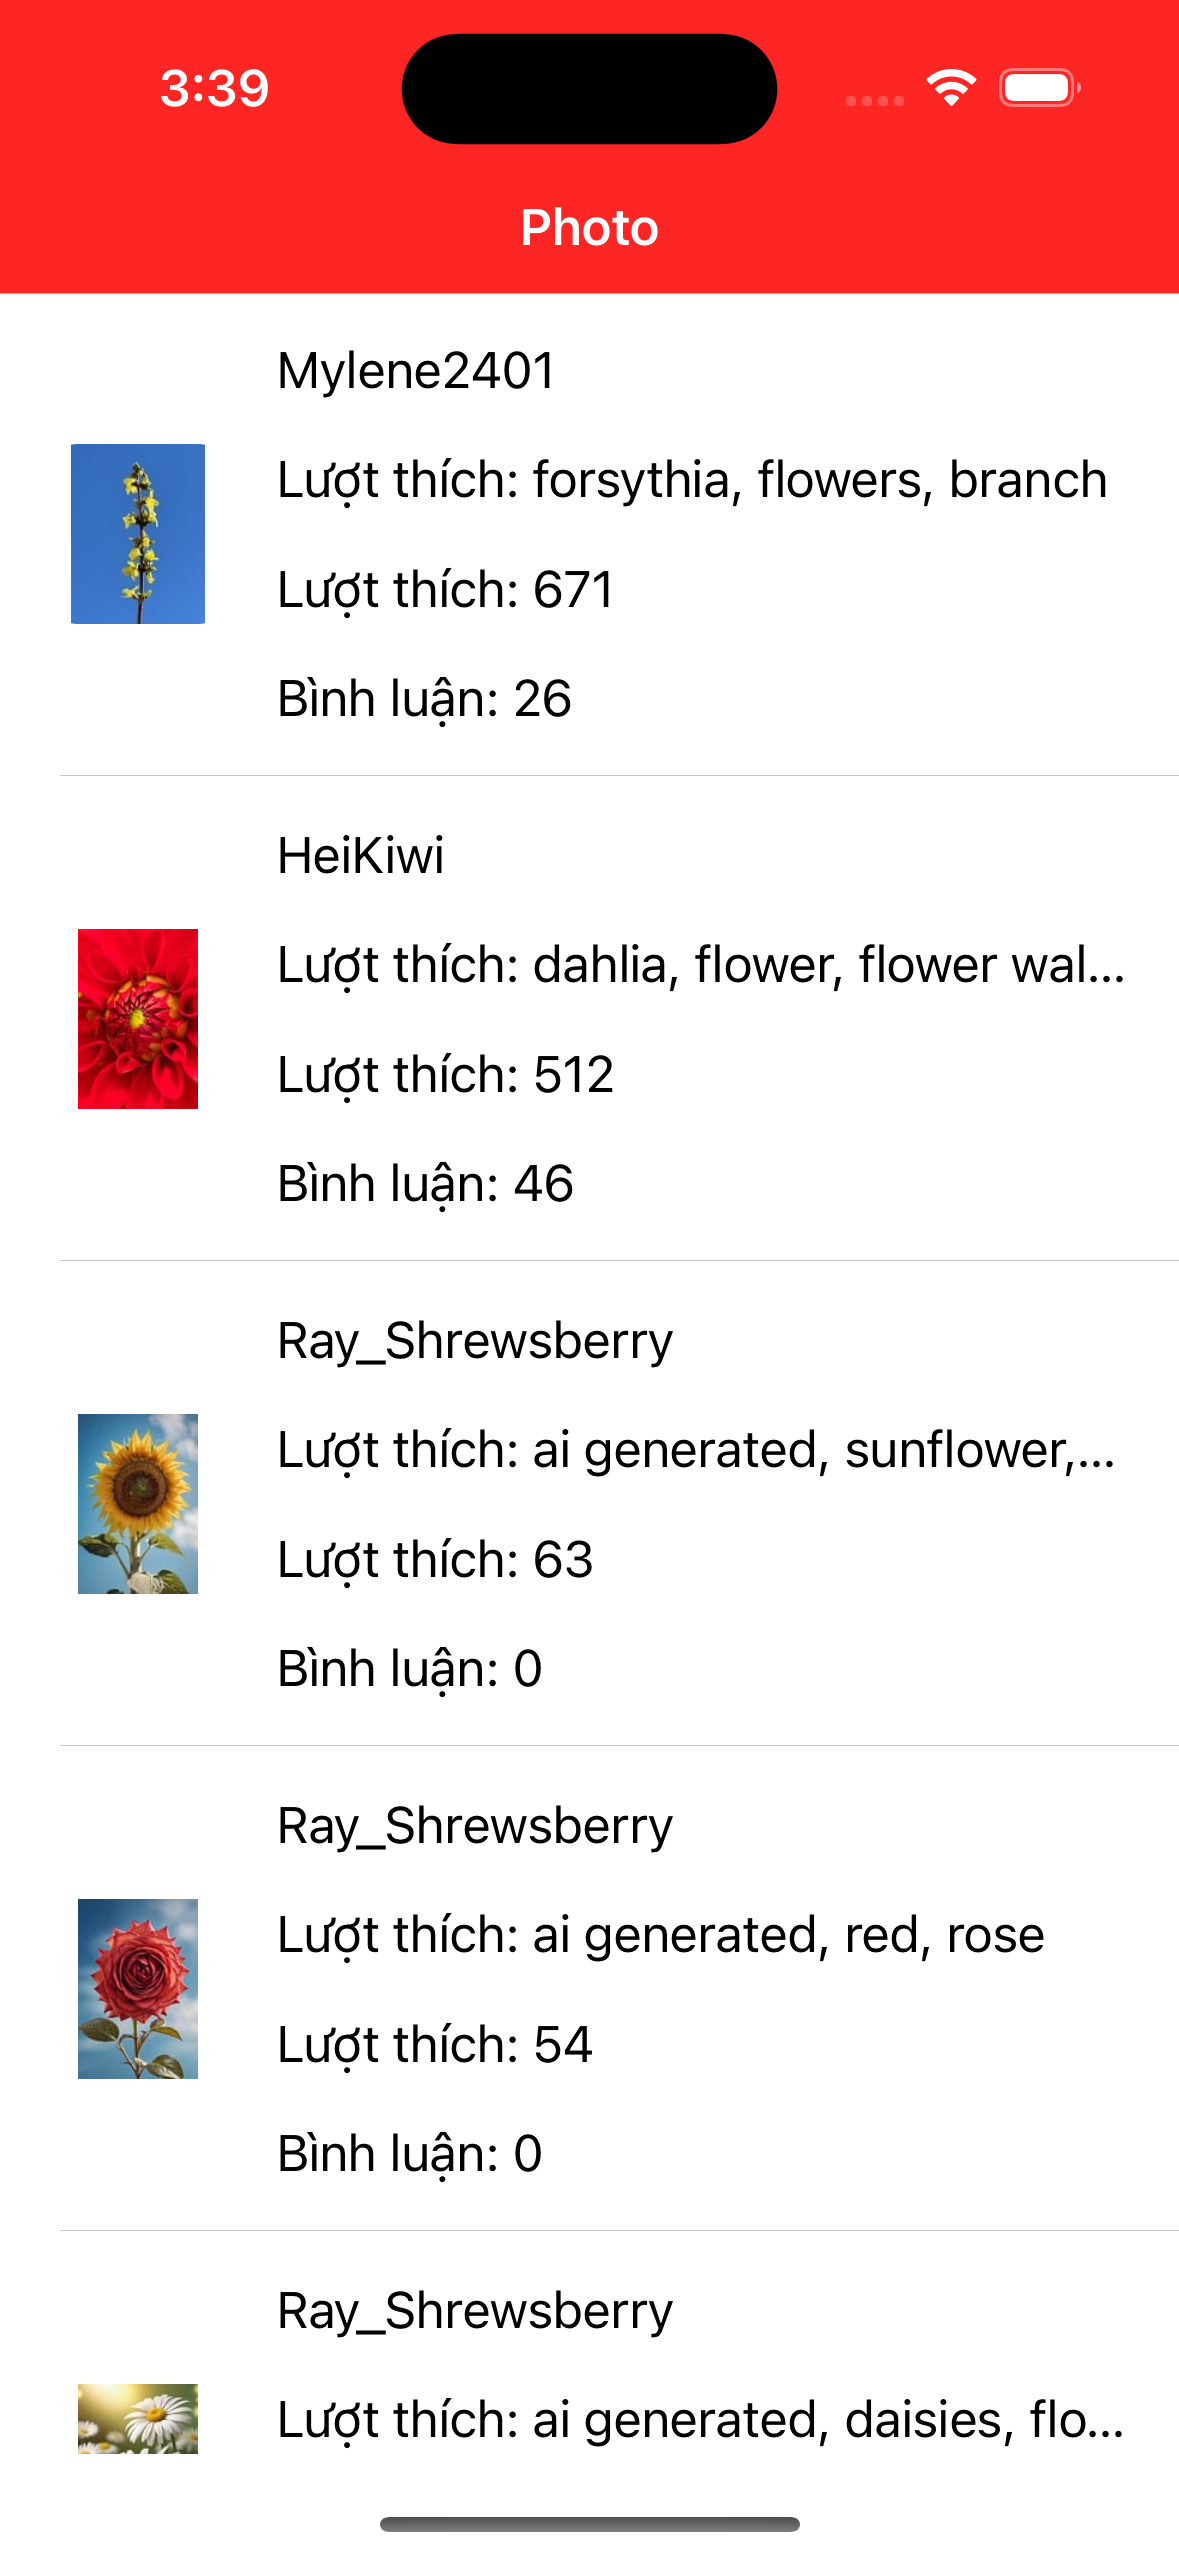 3:39
Photo
Mylene2401
Lượt thích: forsythia, flowers, branch
Lượt thích: 671
Bình luận: 26
HeiKiwi
Lượt thích: dahlia, flower, flower wal...
Lượt thích: 512
Bình luận: 46
Ray_Shrewsberry
Lượt thích: ai generated, sunflower,...
Lượt thích: 63
Bình luận: 0
Ray_Shrewsberry
Lượt thích: ai generated, red, rose
Lượt thích: 54
Bình luận: 0
Ray_Shrewsberry
Lượt thích: ai generated, daisies, flo...